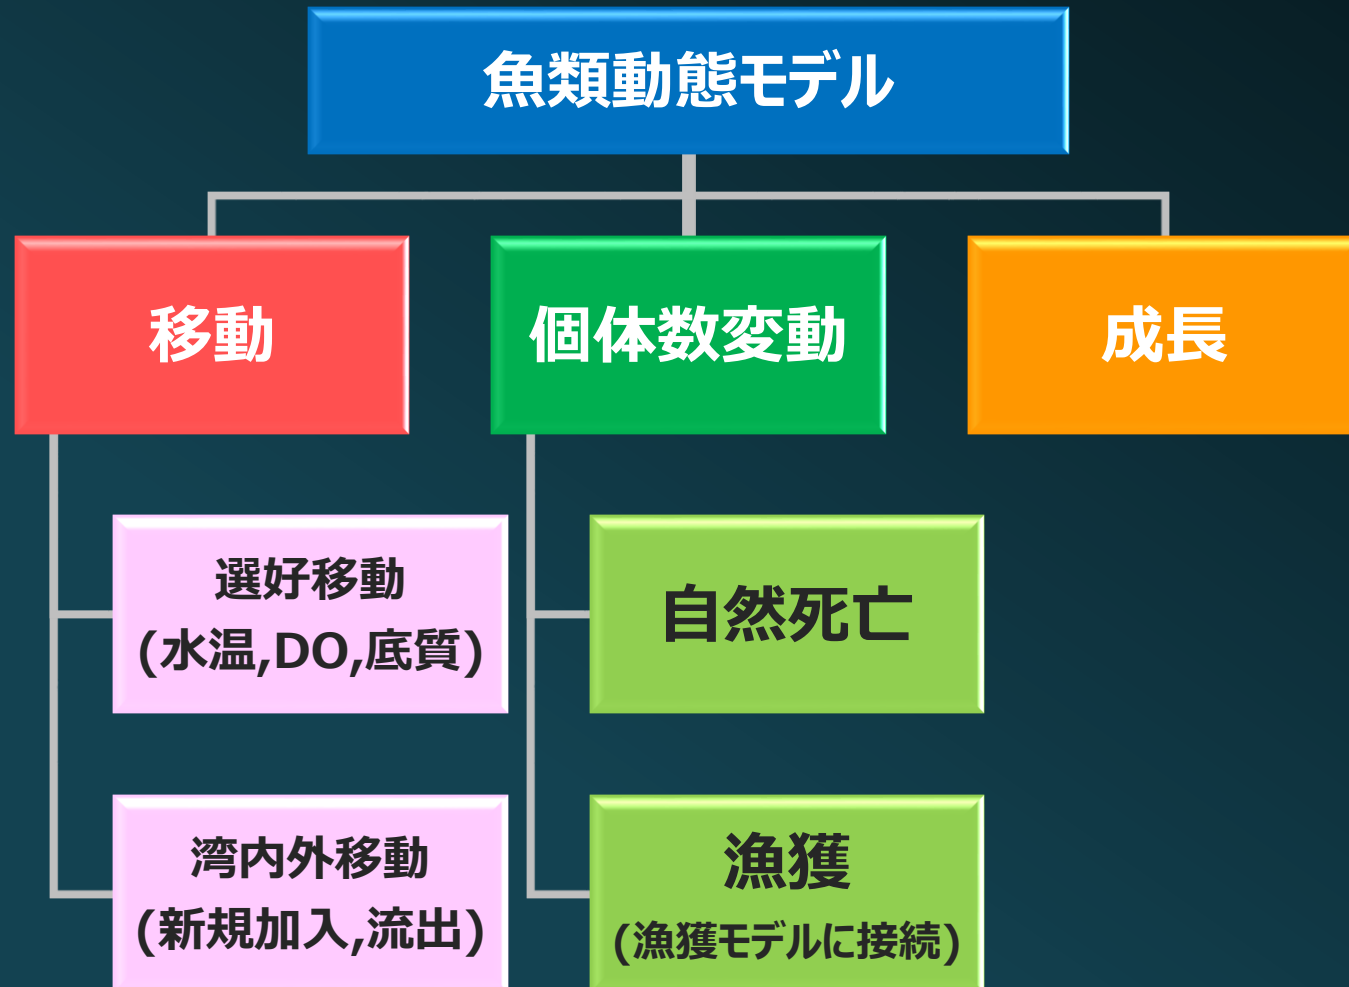 魚類動態モデル
移動
個体数変動
成長
選好移動
(水温,DO,底質)
自然死亡
湾内外移動
(新規加入,流出)
漁獲
(漁獲モデルに接続)